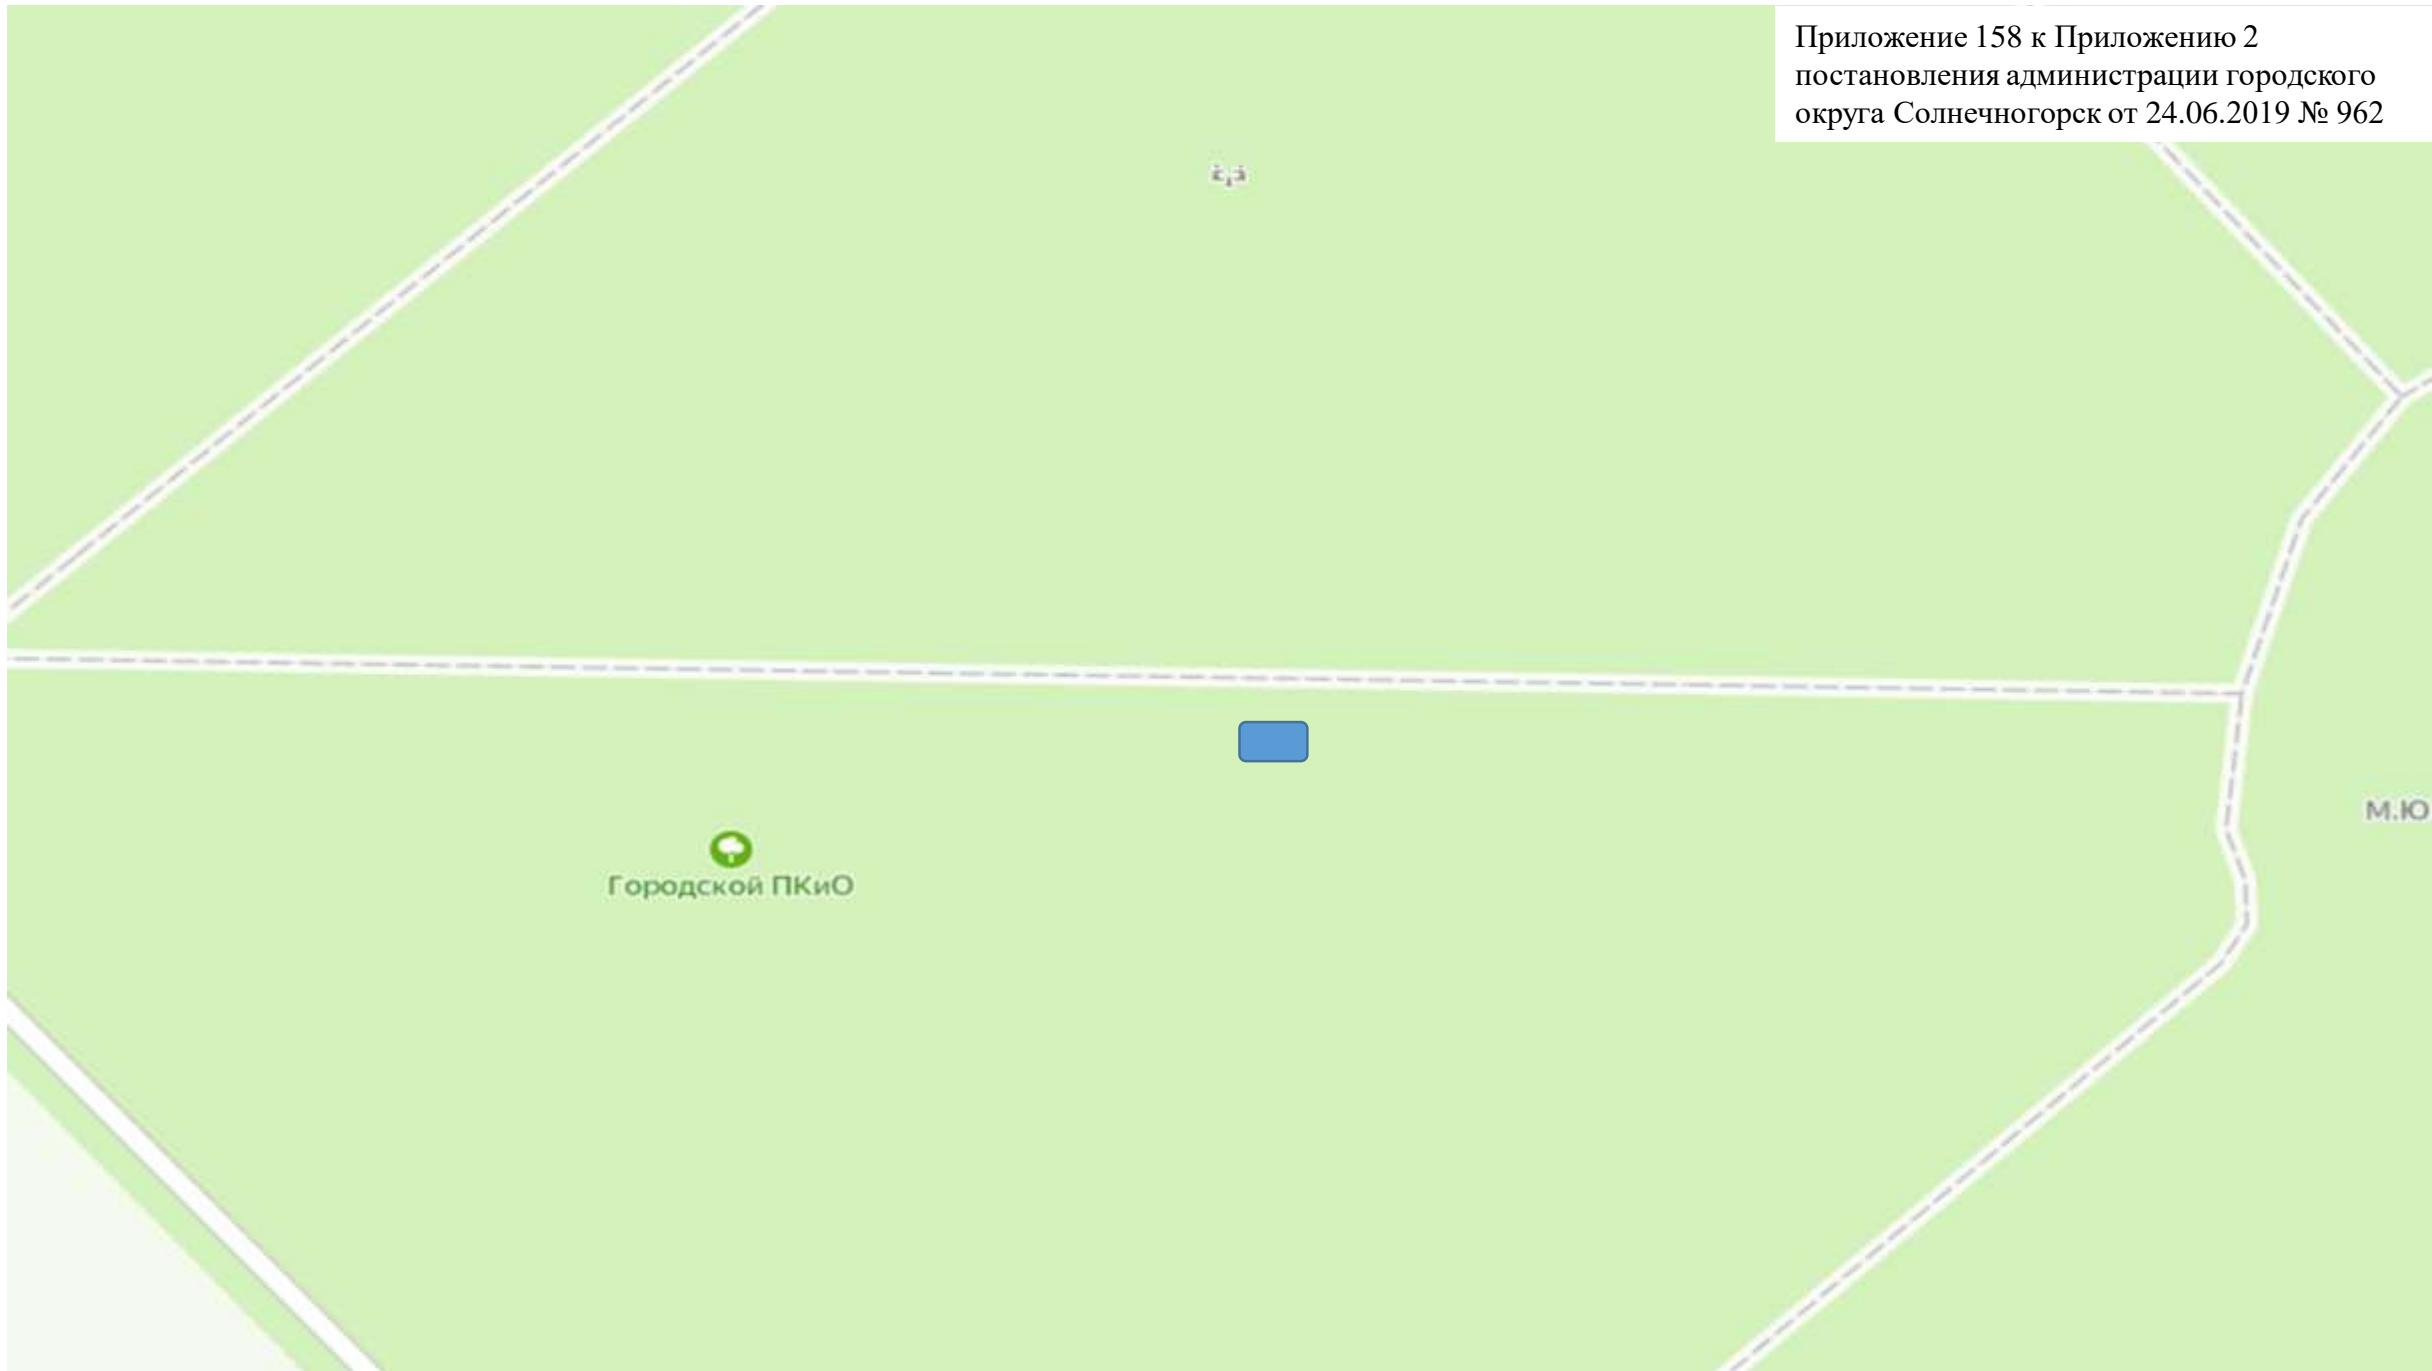 Приложение 158 к Приложению 2
постановления администрации городского
округа Солнечногорск от 24.06.2019 № 962
Городской ПКиО
М.Ю